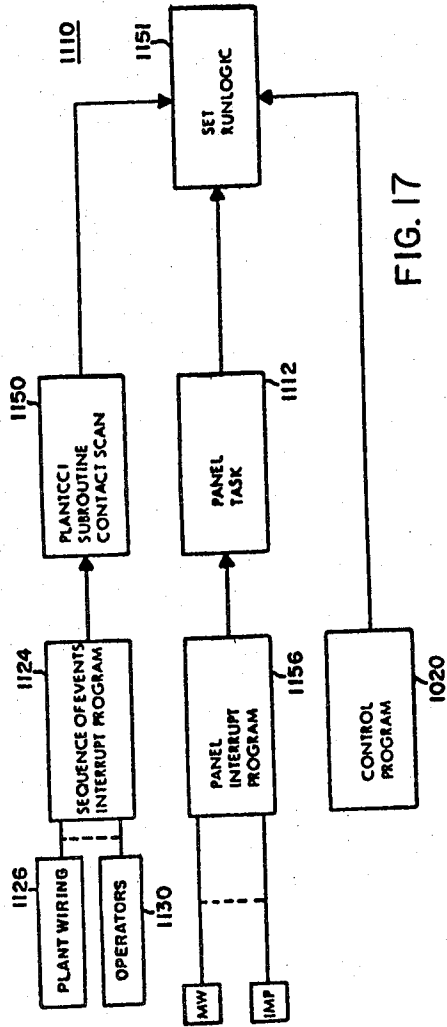 1110
1126
PLANT WIRING
OPERATORS
1130
1124
SEQUENCE OF EVENTS
INTERRUPT PROGRAM
1150
PLANTCCI
SUBROUTINE
CONTACT SCAN
1151
SET
RUNLOGIC
MW
IMP
PANEL
INTERRUPT
PROGRAM
1156
PANEL
TASK
1112
CONTROL
PROGRAM
1020
FIG. 17